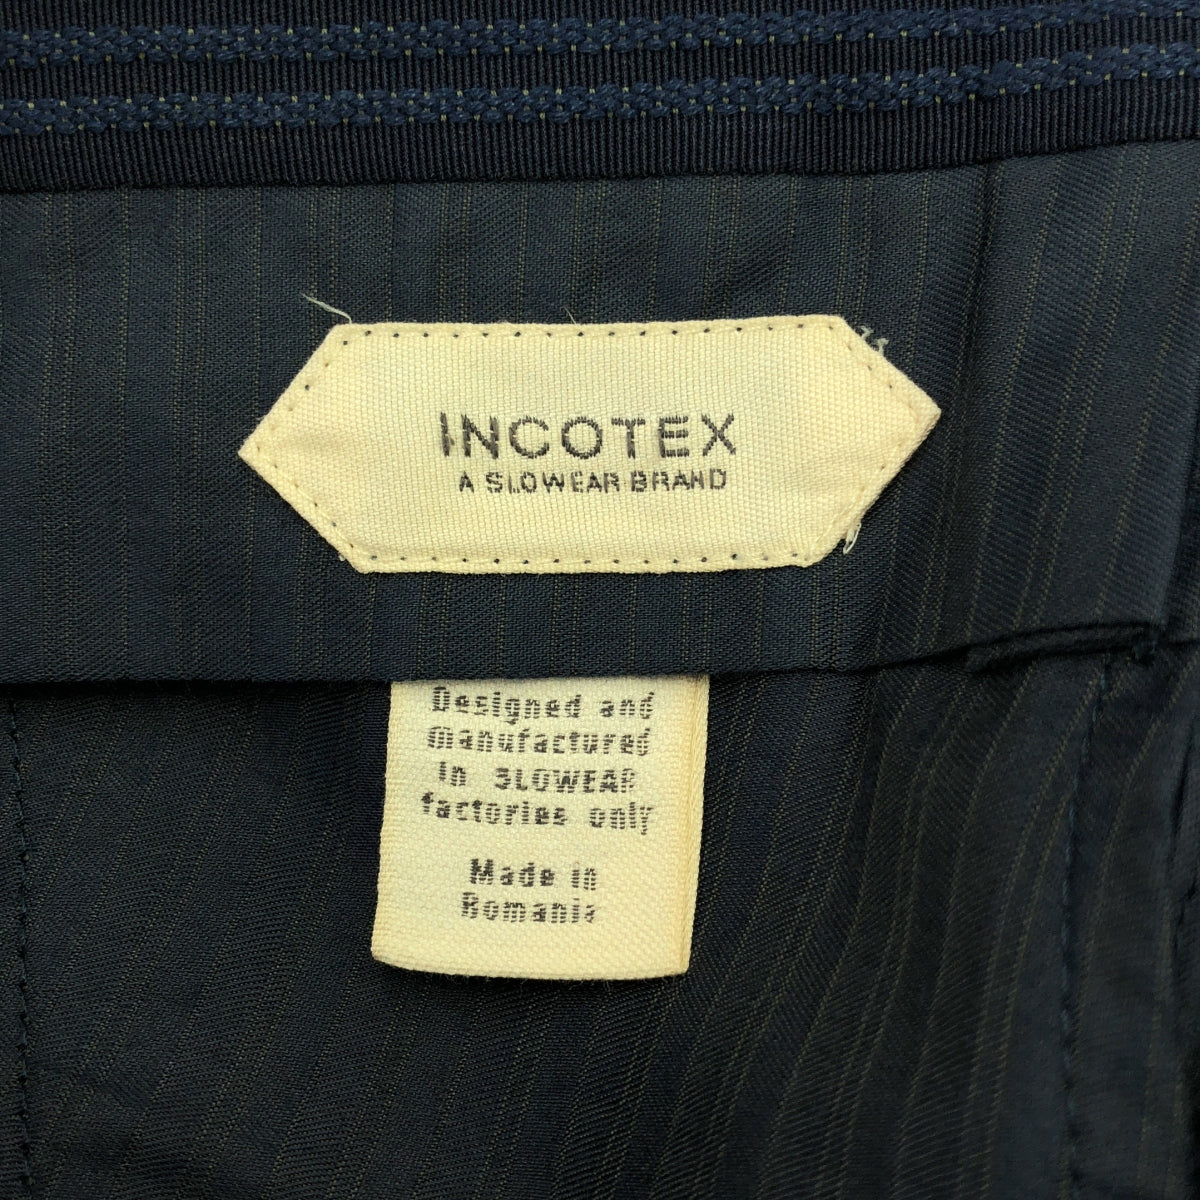 INCOTEX
A SLOWEAR BRAND
Designed and
manufactured
in SLOWEAR
factories only
Made in
Romania